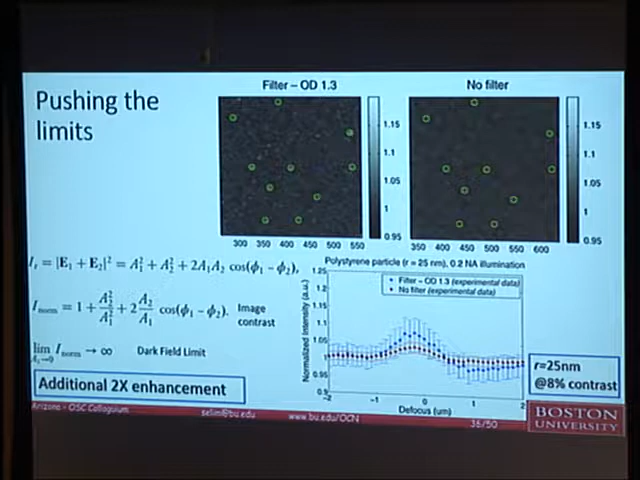 Pushing the
limits
Filter – OD 1.3
1.15
1.1
1.05
1
0.95
300 350 400 450 500 550
No filter
1.15
1.1
1.05
1
0.95
350 400 450 500 550 600
I_r = |E₁ + E₂|² = A₁² + A₂² + 2A₁A₂ cos(ϕ₁ − ϕ₂),
I_norm = 1 + A₂²/A₁² + 2 A₂/A₁ cos(ϕ₁ − ϕ₂).
Image
contrast
lim A₁→0 I_norm → ∞
Dark Field Limit
Additional 2X enhancement
Polystyrene particle (r = 25 nm), 0.2 NA illumination
Filter – OD 1.3 (experimental data)
No filter (experimental data)
Normalized Intensity (a.u.)
1.25
1.2
1.15
1.1
1.05
1
0.95
0.9
−2 −1 0 1 2
Defocus (um)
r=25nm
@8% contrast
Arizona - OSC Colloquium
selim@bu.edu
www.bu.edu/OCN
36/50
BOSTON
UNIVERSITY